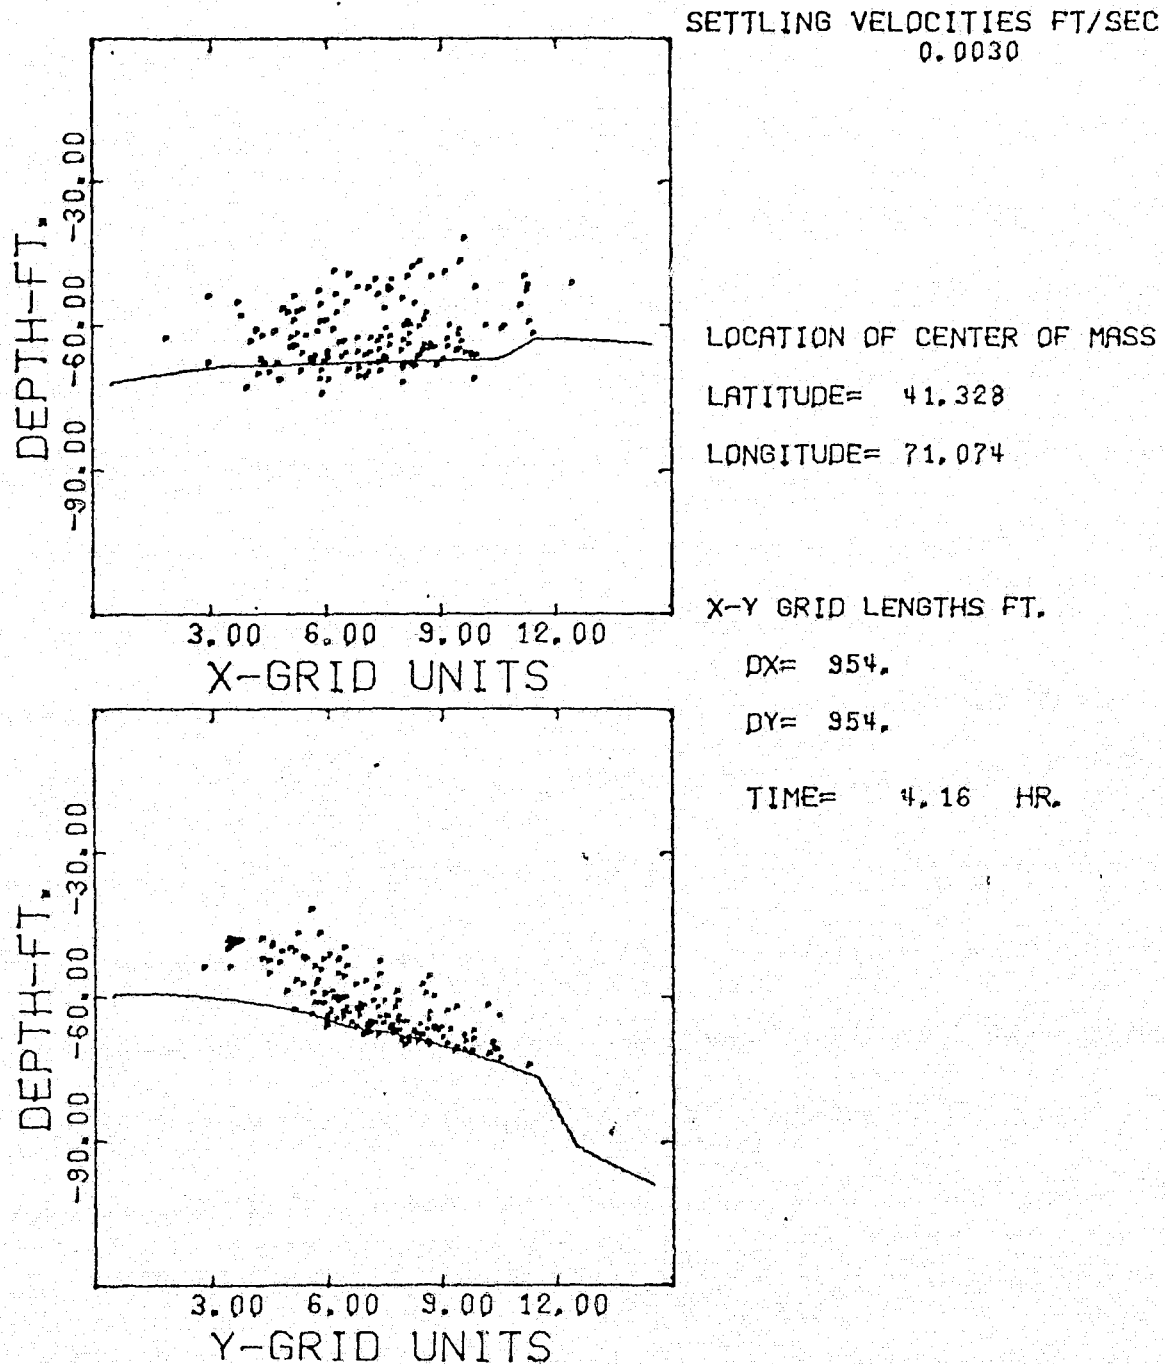 SETTLING VELOCITIES FT/SEC
0.0030
DEPTH-FT.
-30.00
-60.00
-90.00
3.00 6.00 9.00 12.00
X-GRID UNITS
LOCATION OF CENTER OF MASS
LATITUDE= 41.328
LONGITUDE= 71.074
X-Y GRID LENGTHS FT.
DX= 954.
DY= 954.
TIME= 4.16 HR.
DEPTH-FT.
-30.00
-60.00
-90.00
3.00 6.00 9.00 12.00
Y-GRID UNITS